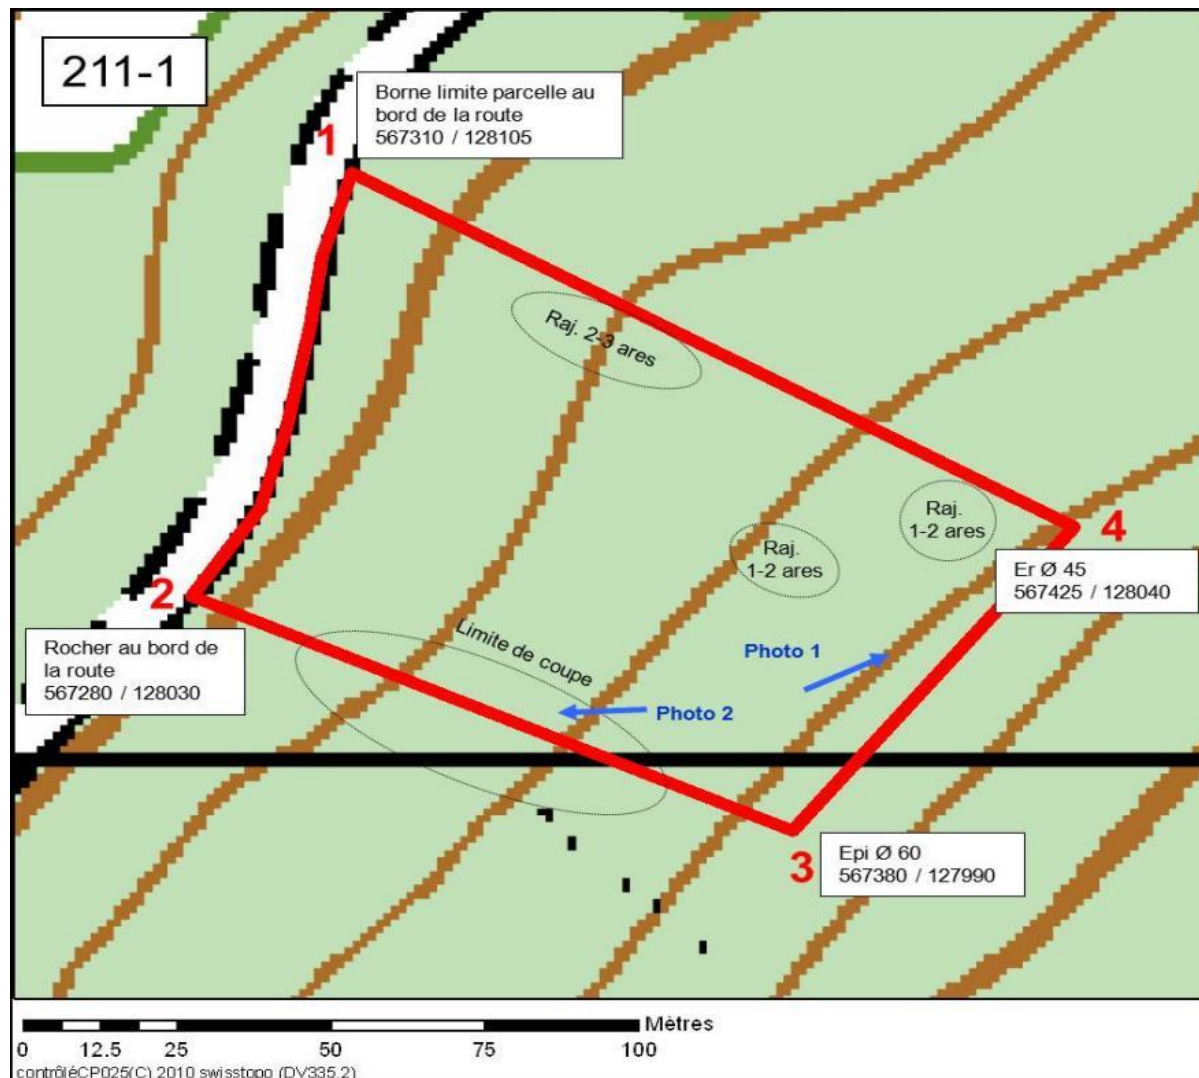 211-1
Borne limite parcelle au
bord de la route
567310 / 128105
1
Raj. 2-3 ares
Raj.
1-2 ares
Raj.
1-2 ares
4
Er Ø 45
567425 / 128040
2
Rocher au bord de
la route
567280 / 128030
Limite de coupe
Photo 1
Photo 2
3
Epi Ø 60
567380 / 127990
Mètres
0 12.5 25 50 75 100
contrôléCP025(C) 2010 swisstopo (DV335.2)